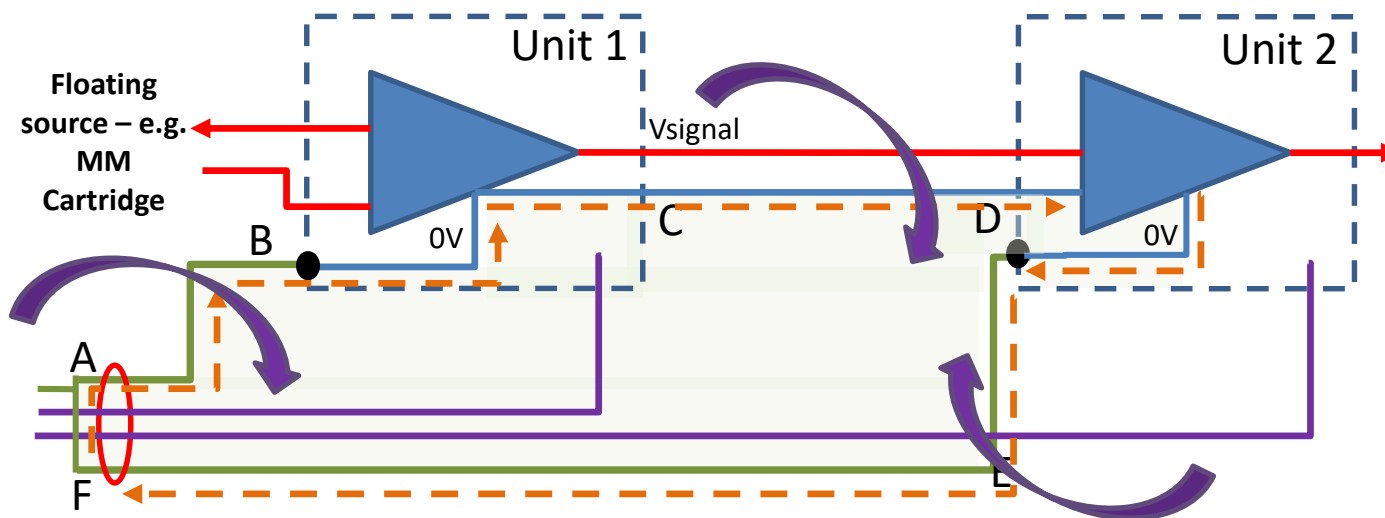 Unit 1
Unit 2
Floating
source – e.g.
MM
Cartridge
Vsignal
B
0V
C
D
0V
A
F
E